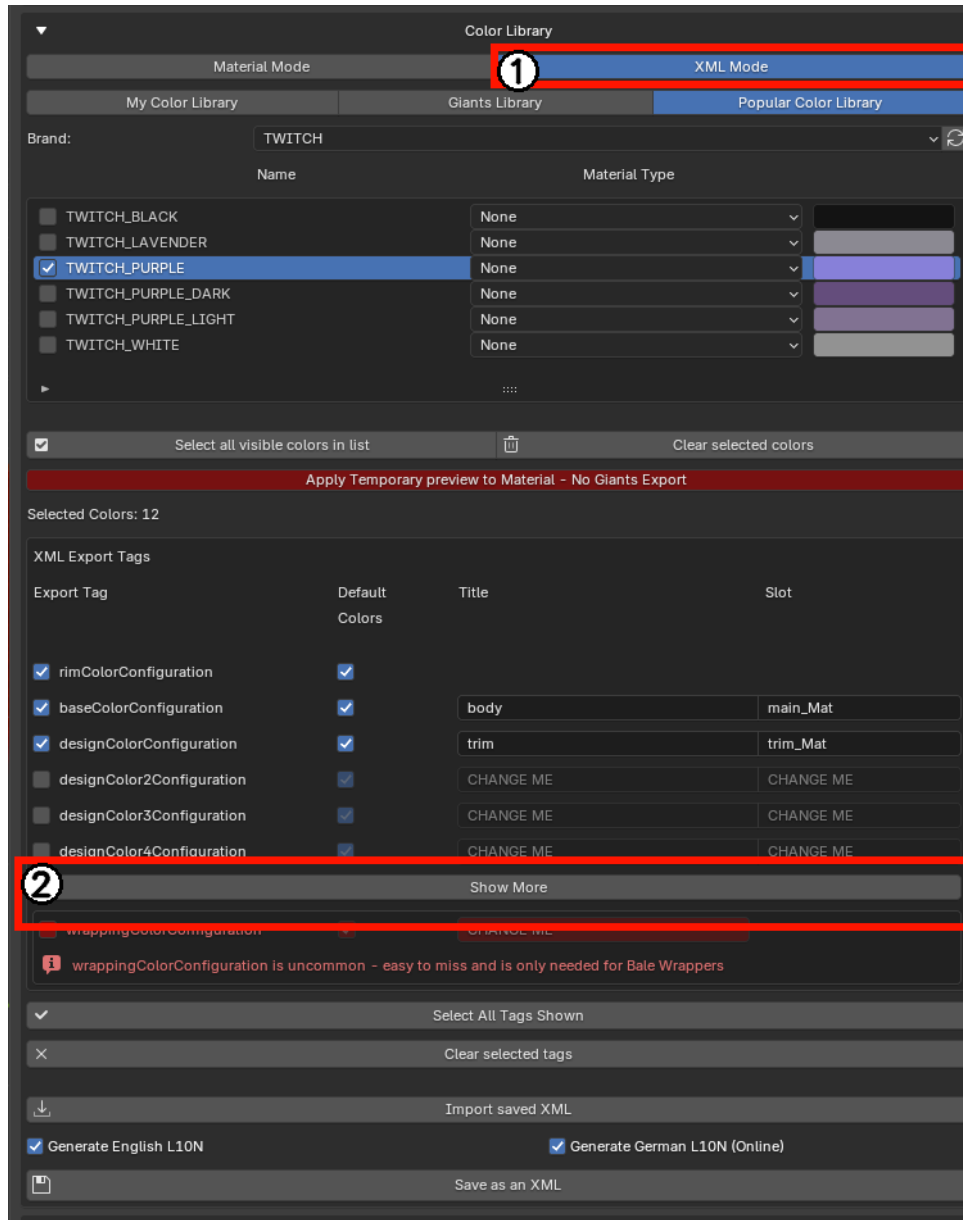 Color Library
Material Mode
1
XML Mode
My Color Library
Giants Library
Popular Color Library
Brand:
TWITCH
Name
Material Type
TWITCH_BLACK
None
TWITCH_LAVENDER
None
TWITCH_PURPLE
None
TWITCH_PURPLE_DARK
None
TWITCH_PURPLE_LIGHT
None
TWITCH_WHITE
None
Select all visible colors in list
Clear selected colors
Apply Temporary preview to Material - No Giants Export
Selected Colors: 12
XML Export Tags
Export Tag
Default Colors
Title
Slot
rimColorConfiguration
baseColorConfiguration
body
main_Mat
designColorConfiguration
trim
trim_Mat
designColor2Configuration
CHANGE ME
CHANGE ME
designColor3Configuration
CHANGE ME
CHANGE ME
designColor4Configuration
CHANGE ME
CHANGE ME
2
Show More
wrappingColorConfiguration
CHANGE ME
wrappingColorConfiguration is uncommon - easy to miss and is only needed for Bale Wrappers
Select All Tags Shown
Clear selected tags
Import saved XML
Generate English L10N
Generate German L10N (Online)
Save as an XML